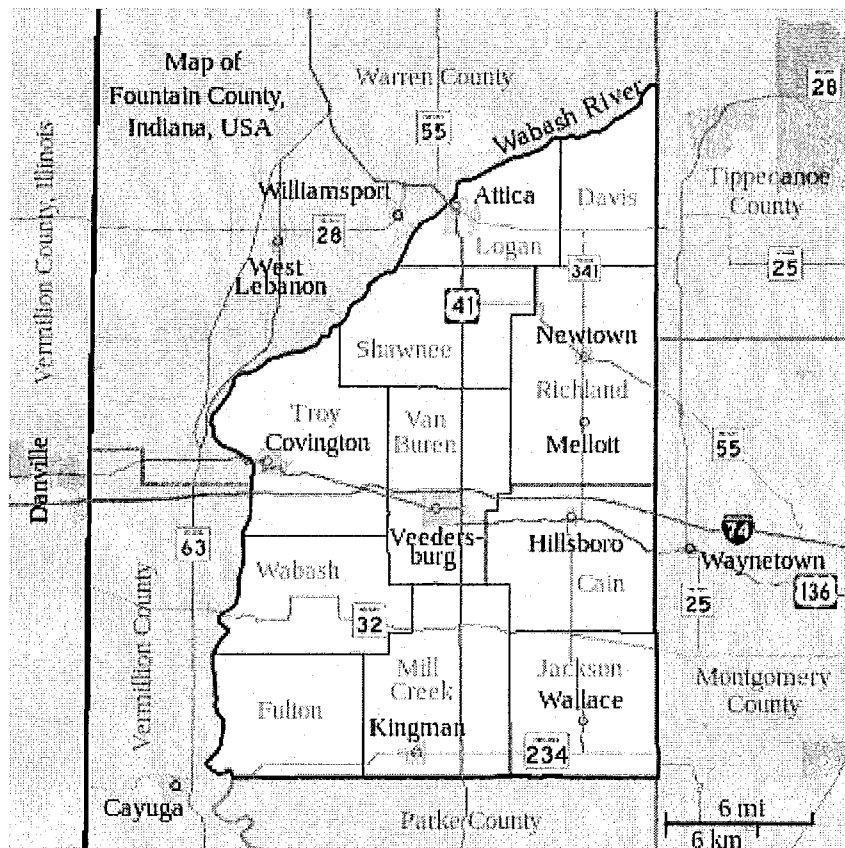 Map of
Fountain County,
Indiana, USA
Warren County
28
55
Wabash River
Vermilion County, Illinois
Williamsport
Attica
Davis
Tippecanoe
County
28
Logan
25
West
Lebanon
341
41
Newtown
Shawnee
Richland
Troy
Van
Buren
Covington
Mellott
55
Danville
74
63
Veeders-
burg
Hillsboro
Waynetown
Wabash
Cain
136
25
32
Vermillion County
Mill
Creek
Jackson
Montgomery
County
Wallace
Fulton
Kingman
234
Cayuga
Parke County
6 mi
6 km